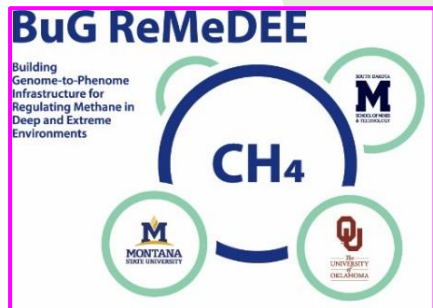 BuG ReMeDEE
Building
Genome-to-Phenome
Infrastructure for
Regulating Methane in
Deep and Extreme
Environments
SOUTH DAKOTA
M
SCHOOL OF MINES
& TECHNOLOGY
CH4
M
MONTANA
STATE UNIVERSITY
OU
The
UNIVERSITY
of
OKLAHOMA